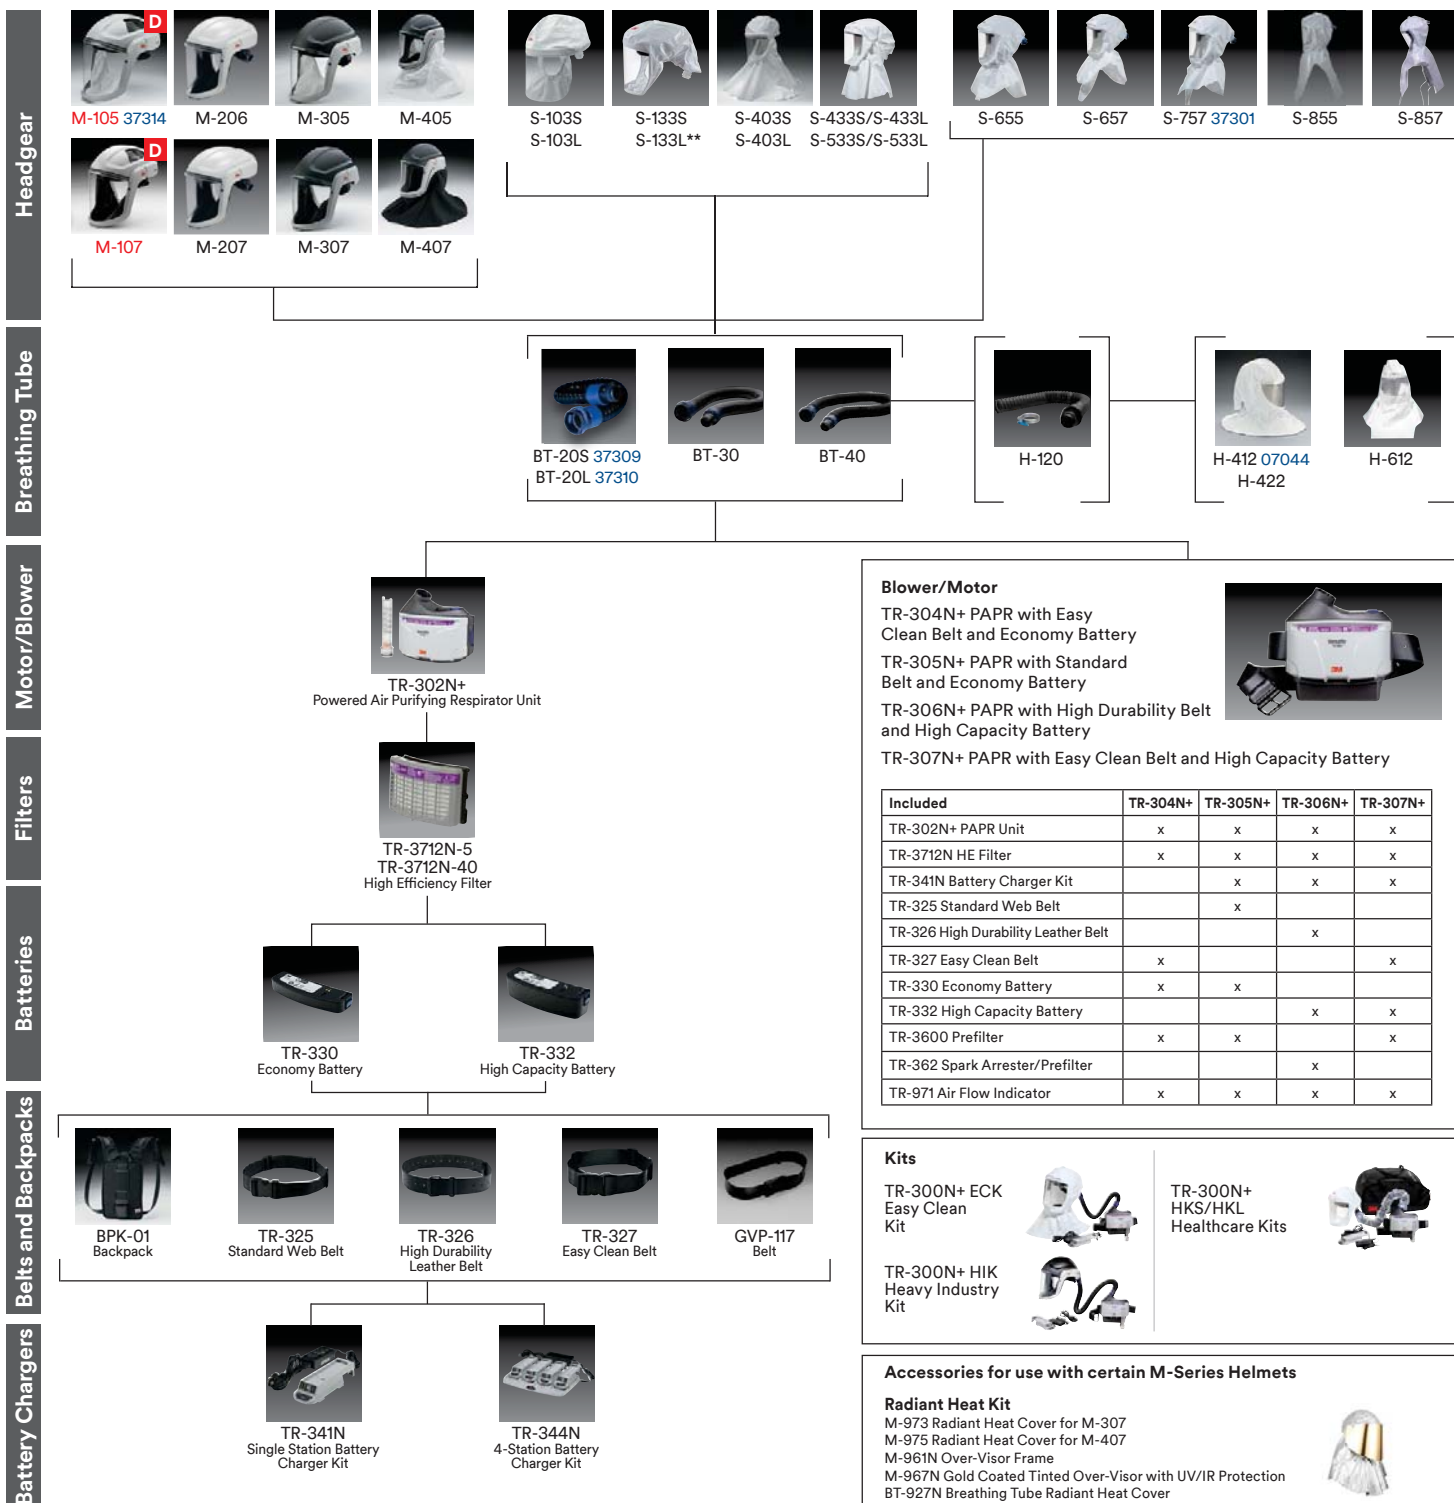 Headgear
D
D
M-105 37314
M-206
M-305
M-405
M-107
M-207
M-307
M-407
S-103S
S-103L
S-133S
S-133L**
S-403S
S-403L
S-433S/S-433L
S-533S/S-533L
S-655
S-657
S-757 37301
S-855
S-857
Breathing Tube
BT-20S 37309
BT-20L 37310
BT-30
BT-40
H-120
H-412 07044
H-422
H-612
Motor/Blower
TR-302N+
Powered Air Purifying Respirator Unit
Filters
TR-3712N-5
TR-3712N-40
High Efficiency Filter
Batteries
TR-330
Economy Battery
TR-332
High Capacity Battery
Belts and Backpacks
BPK-01
Backpack
TR-325
Standard Web Belt
TR-326
High Durability
Leather Belt
TR-327
Easy Clean Belt
GVP-117
Belt
Battery Chargers
TR-341N
Single Station Battery
Charger Kit
TR-344N
4-Station Battery
Charger Kit
Blower/Motor
TR-304N+ PAPR with Easy
Clean Belt and Economy Battery
TR-305N+ PAPR with Standard
Belt and Economy Battery
TR-306N+ PAPR with High Durability Belt
and High Capacity Battery
TR-307N+ PAPR with Easy Clean Belt and High Capacity Battery
3M
Included TR-304N+ TR-305N+ TR-306N+ TR-307N+
TR-302N+ PAPR Unit x x x x
TR-3712N HE Filter x x x x
TR-341N Battery Charger Kit x x x
TR-325 Standard Web Belt x
TR-326 High Durability Leather Belt x
TR-327 Easy Clean Belt x x
TR-330 Economy Battery x x
TR-332 High Capacity Battery x x
TR-3600 Prefilter x x x
TR-362 Spark Arrester/Prefilter x
TR-971 Air Flow Indicator x x x x
Kits
TR-300N+ ECK
Easy Clean
Kit
TR-300N+ HIK
Heavy Industry
Kit
TR-300N+
HKS/HKL
Healthcare Kits
Accessories for use with certain M-Series Helmets
Radiant Heat Kit
M-973 Radiant Heat Cover for M-307
M-975 Radiant Heat Cover for M-407
M-961N Over-Visor Frame
M-967N Gold Coated Tinted Over-Visor with UV/IR Protection
BT-927N Breathing Tube Radiant Heat Cover